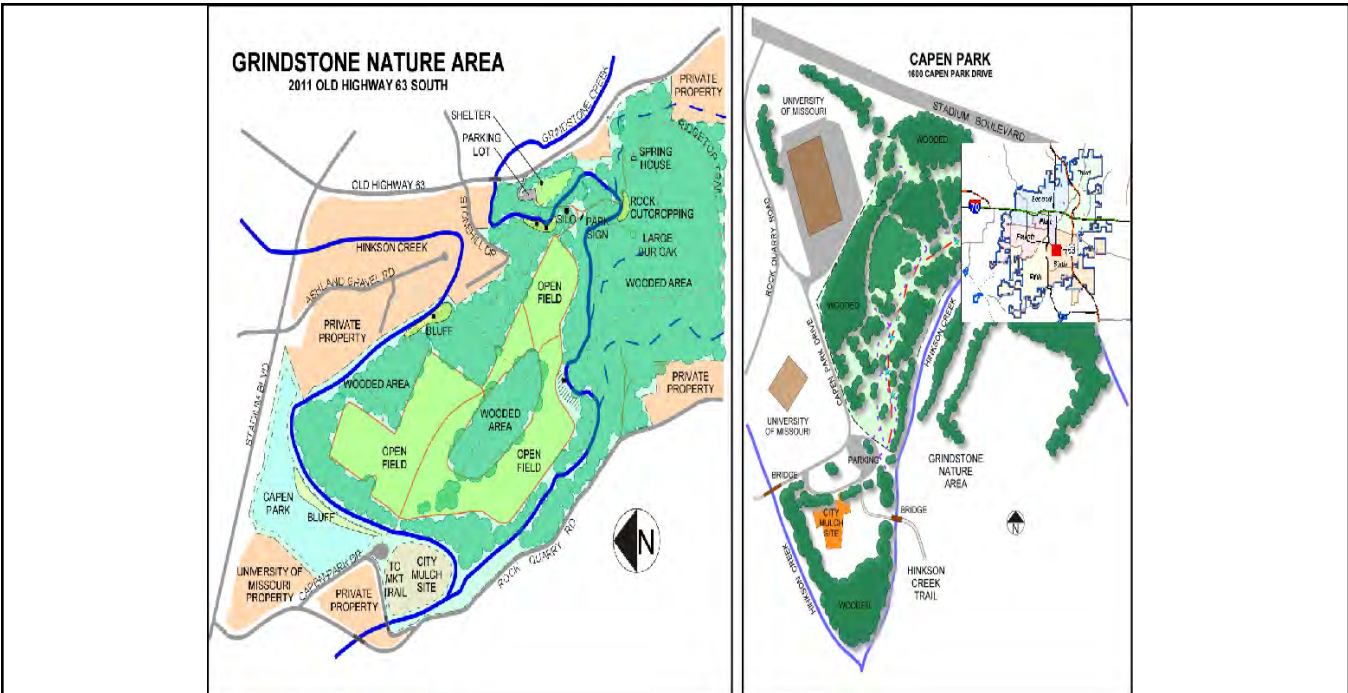 GRINDSTONE NATURE AREA
2011 OLD HIGHWAY 63 SOUTH
PRIVATE
PROPERTY
SHELTER
PARKING
LOT
GRINDSTONE CREEK
OLD HIGHWAY 63
STONEHILL CT
SPRING
HOUSE
ROCK
OUTCROPPING
SILO
PARK
SIGN
LARGE
BUR OAK
WOODED AREA
HINKSON CREEK
ASHLAND GRAVEL RD
PRIVATE
PROPERTY
BLUFF
OPEN
FIELD
STADIUM BLVD
WOODED AREA
WOODED
AREA
PRIVATE
PROPERTY
OPEN
FIELD
OPEN
FIELD
CAPEN
PARK
BLUFF
CAPEN PARK DR
UNIVERSITY OF
MISSOURI
PROPERTY
PRIVATE
PROPERTY
CITY
MULCH
SITE
MKT
TRAIL
ROCK QUARRY RD
N
CAPEN PARK
1600 CAPEN PARK DRIVE
STADIUM BOULEVARD
UNIVERSITY
OF MISSOURI
WOODED
ROCK QUARRY ROAD
70
WOODED
CAPEN PARK DRIVE
HINKSON CREEK
UNIVERSITY
OF MISSOURI
PARKING
GRINDSTONE
NATURE
AREA
BRIDGE
CITY
MULCH
SITE
BRIDGE
N
HINKSON CREEK
HINKSON
CREEK
TRAIL
WOODED